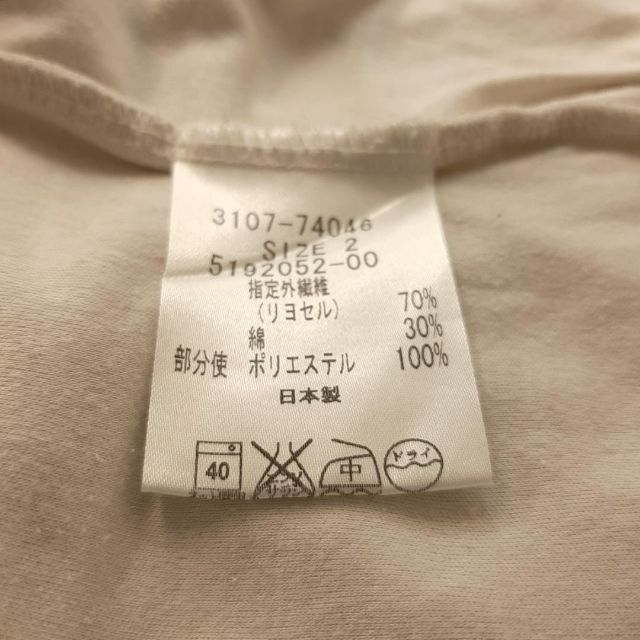 3107-74046
SIZE 2
5192052-00
指定外繊維
(リヨセル) 70%
綿 30%
部分使 ポリエステル 100%
日本製
40 中 ドライ